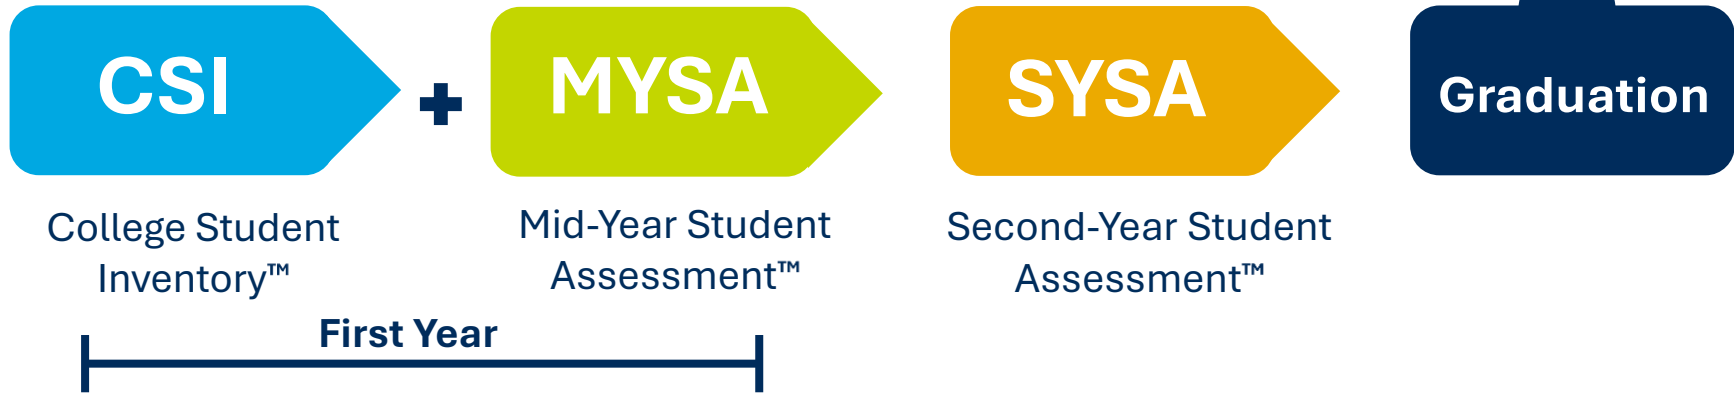 CSI
+
MYSA
SYSA
Graduation
College Student
Inventory™
Mid-Year Student
Assessment™
Second-Year Student
Assessment™
First Year